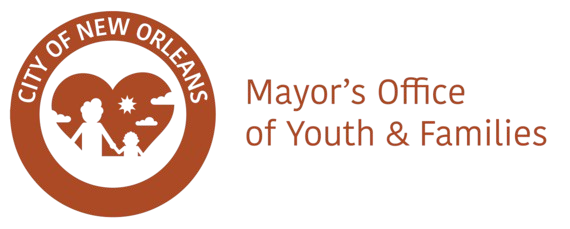 CITY OF NEW ORLEANS
Mayor's Office
of Youth & Families